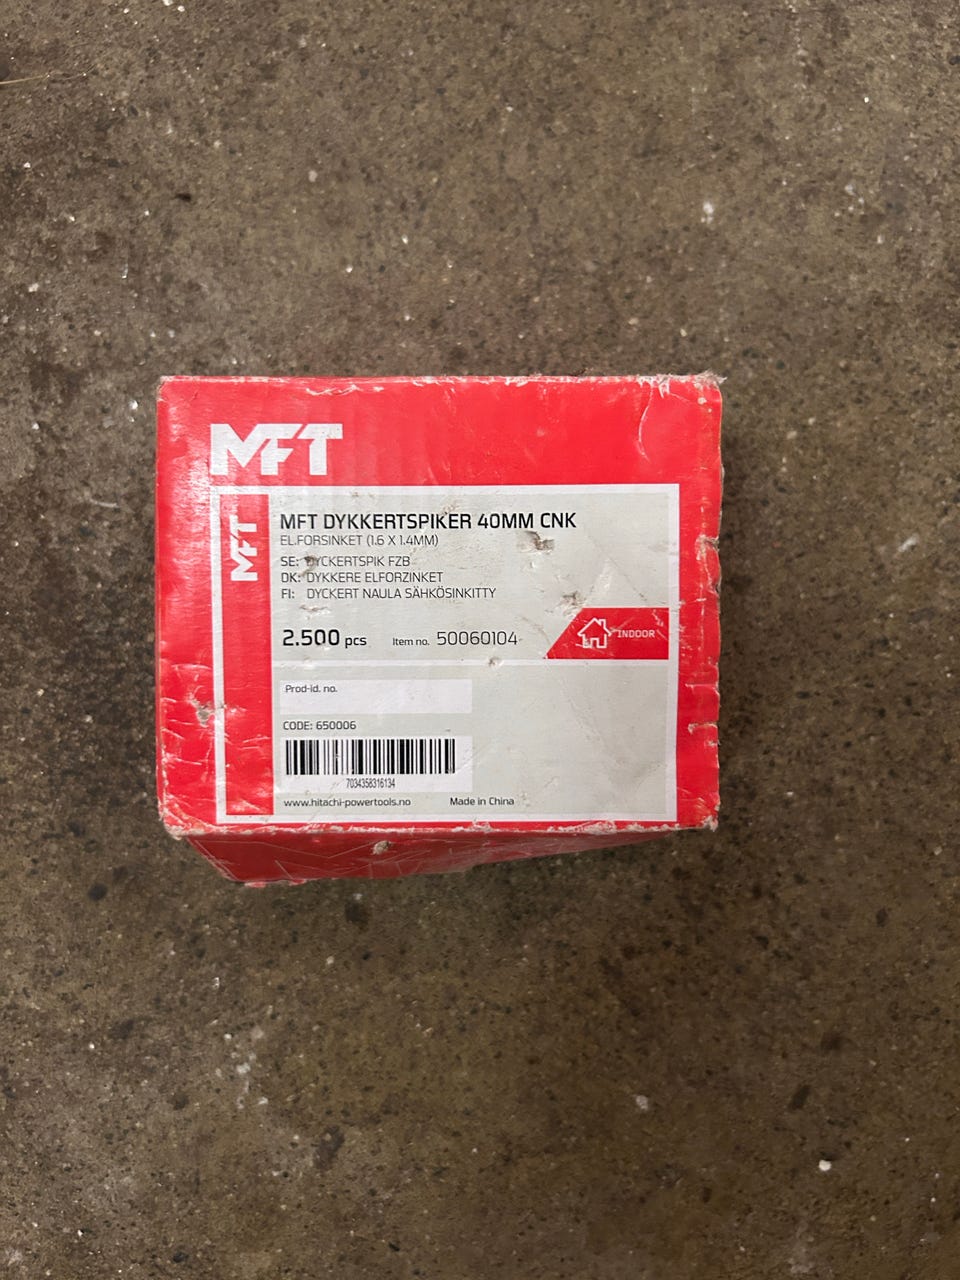 MFT
MFT
MFT DYKKERTSPIKER 40MM CNK
EL.FORSINKET (1.6 X 1.4MM)
SE: DYCKERTSPIK FZB
DK: DYKKERE ELFORZINKET
FI: DYCKERT NAULA SÄHKÖSINKITTY
2.500 pcs Item no. 50060104
INDOOR
Prod-id. no.
CODE: 650006
7034358316134
www.hitachi-powertools.no Made in China